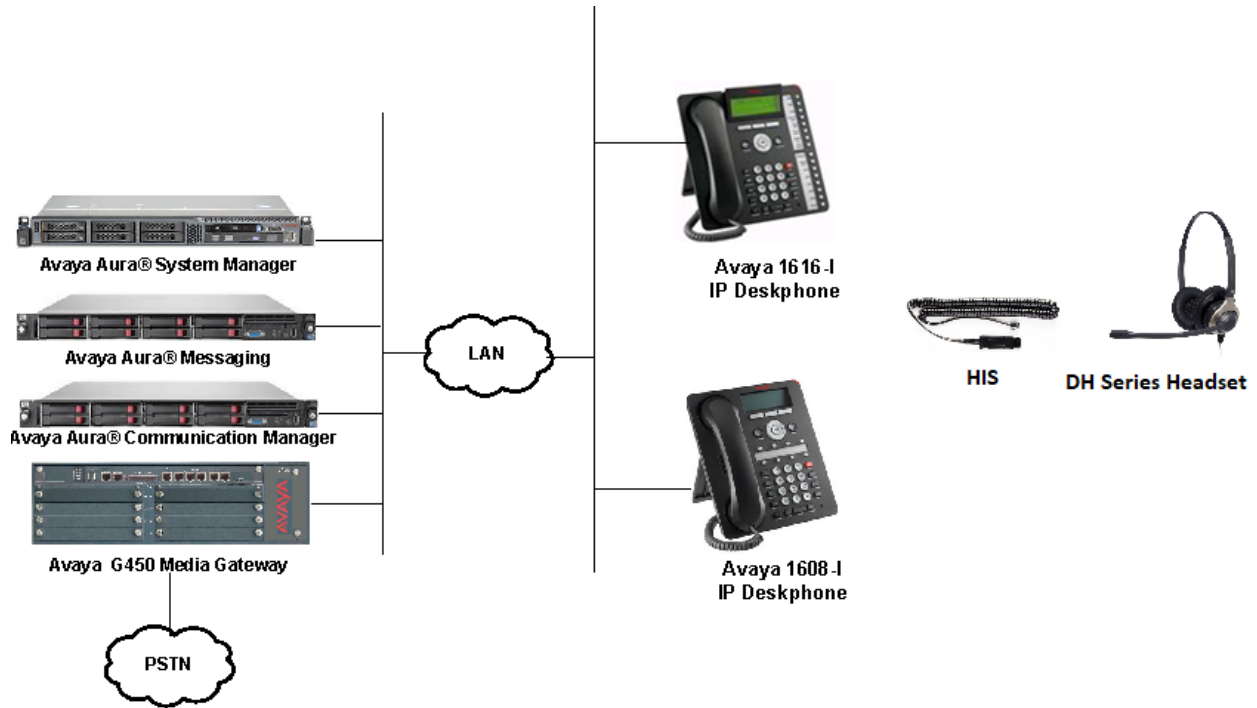 Avaya Aura® System Manager
Avaya Aura® Messaging
Avaya Aura® Communication Manager
AVAYA
Avaya G450 Media Gateway
PSTN
LAN
Avaya 1616-I
IP Deskphone
Avaya 1608-I
IP Deskphone
HIS
DH Series Headset